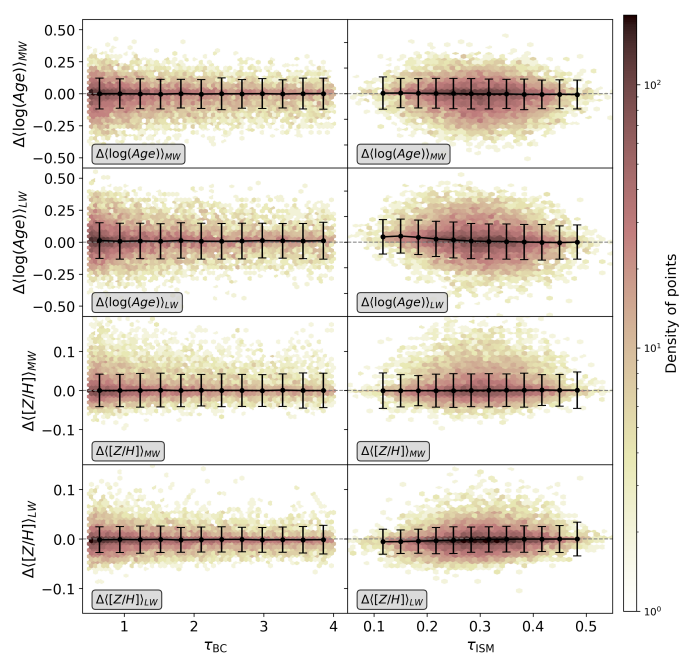 Δ⟨log(Age)⟩MW
0.50
0.25
0.00
−0.25
−0.50
Δ⟨log(Age)⟩MW
Δ⟨log(Age)⟩MW
Δ⟨log(Age)⟩LW
0.50
0.25
0.00
−0.25
−0.50
Δ⟨log(Age)⟩LW
Δ⟨log(Age)⟩LW
Δ⟨[Z/H]⟩MW
0.1
0.0
−0.1
Δ⟨[Z/H]⟩MW
Δ⟨[Z/H]⟩MW
Δ⟨[Z/H]⟩LW
0.1
0.0
−0.1
Δ⟨[Z/H]⟩LW
Δ⟨[Z/H]⟩LW
1 2 3 4
0.1 0.2 0.3 0.4 0.5
τBC
τISM
10²
10¹
10⁰
Density of points